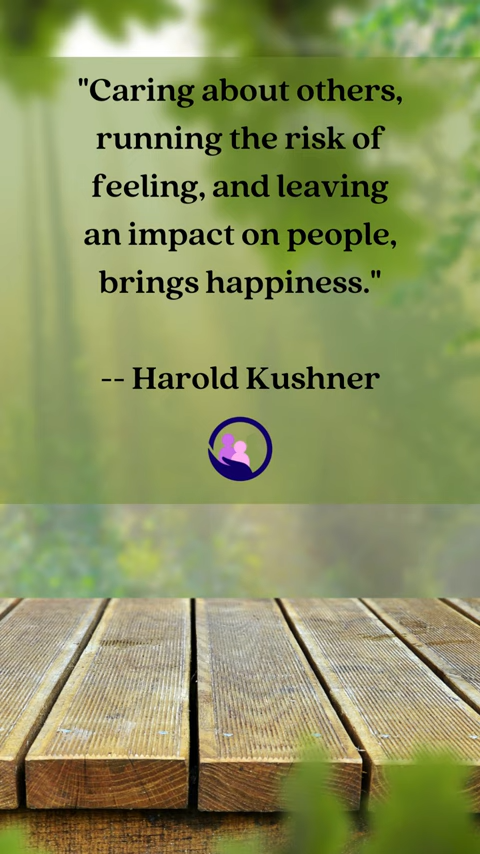 "Caring about others,
running the risk of
feeling, and leaving
an impact on people,
brings happiness."
-- Harold Kushner